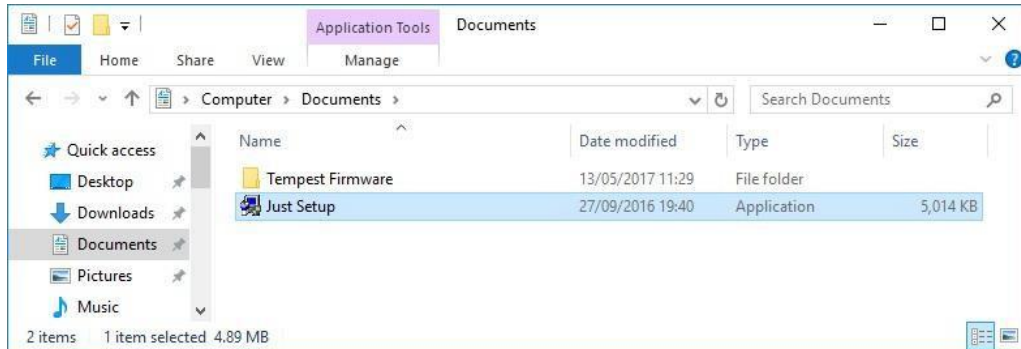 Application Tools Documents
File Home Share View Manage
Computer › Documents ›
Search Documents
Name Date modified Type Size
Quick access
Tempest Firmware 13/05/2017 11:29 File folder
Desktop
Just Setup 27/09/2016 19:40 Application 5,014 KB
Downloads
Documents
Pictures
Music
2 items 1 item selected 4.89 MB